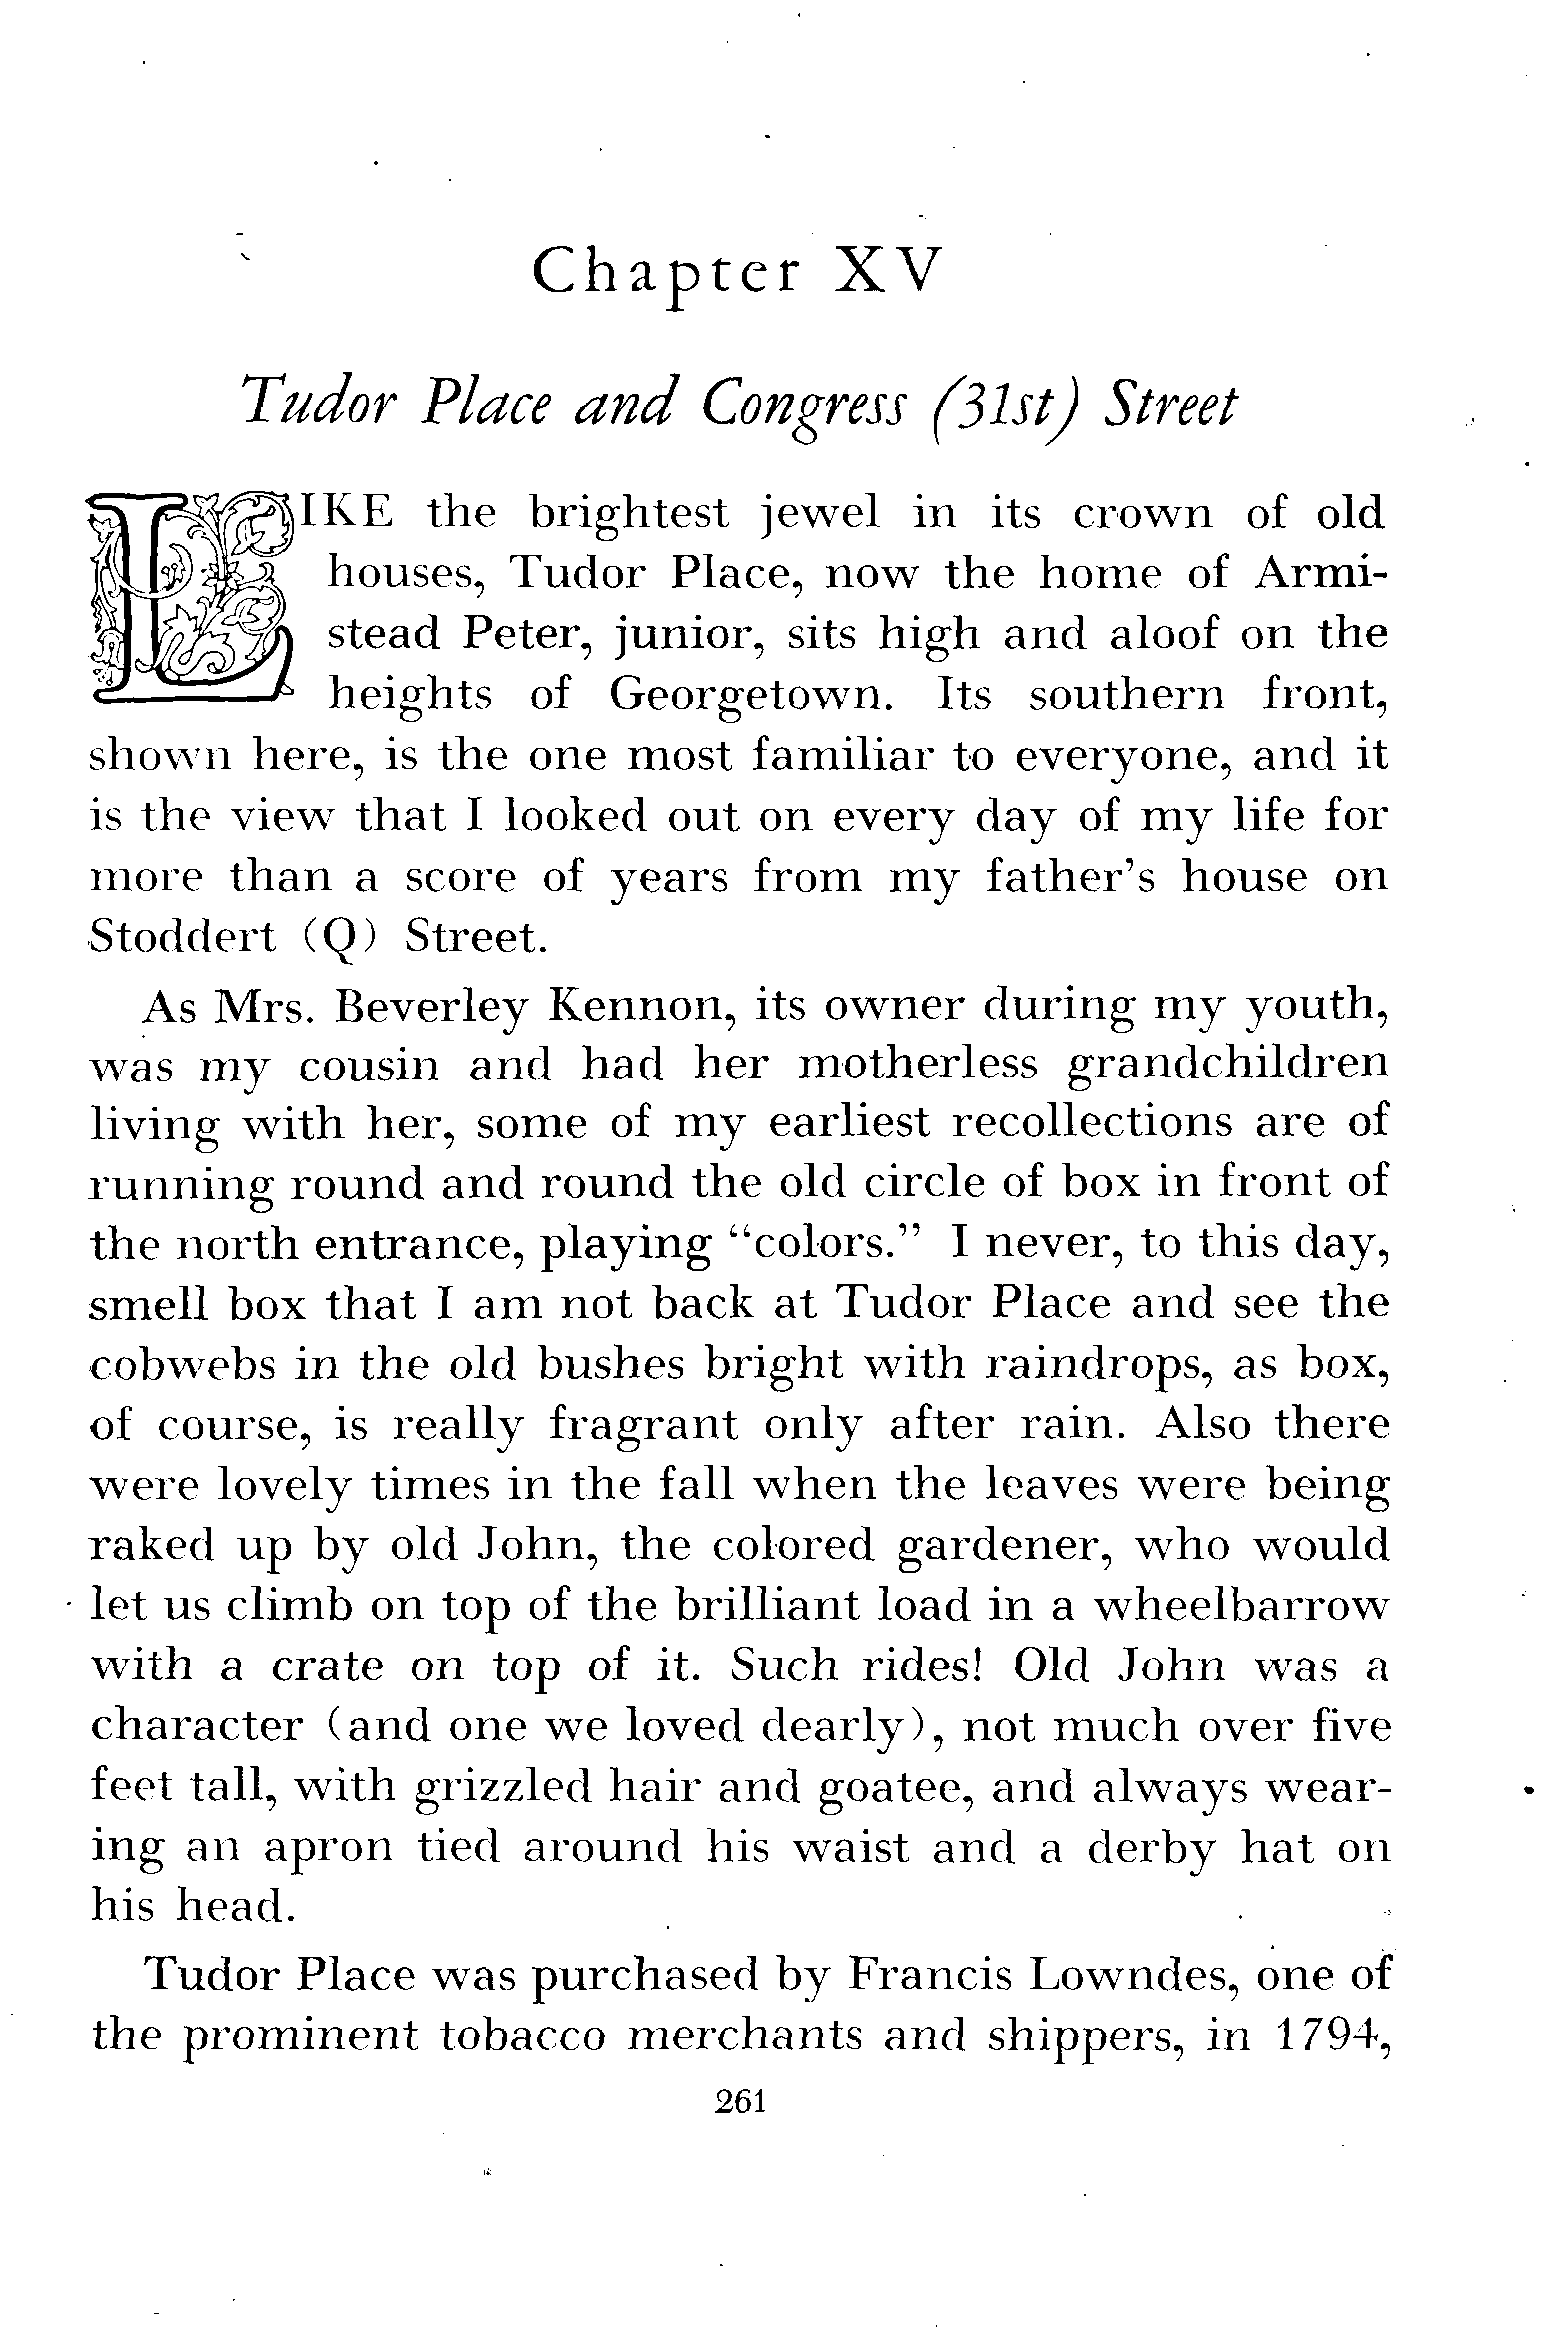 Chapter XV
Tudor Place and Congress (31st) Street
LIKE the brightest jewel in its crown of old
houses, Tudor Place, now the home of Armi-
stead Peter, junior, sits high and aloof on the
heights of Georgetown. Its southern front,
shown here, is the one most familiar to everyone, and it
is the view that I looked out on every day of my life for
more than a score of years from my father's house on
Stoddert (Q) Street.
As Mrs. Beverley Kennon, its owner during my youth,
was my cousin and had her motherless grandchildren
living with her, some of my earliest recollections are of
running round and round the old circle of box in front of
the north entrance, playing “colors.” I never, to this day,
smell box that I am not back at Tudor Place and see the
cobwebs in the old bushes bright with raindrops, as box,
of course, is really fragrant only after rain. Also there
were lovely times in the fall when the leaves were being
raked up by old John, the colored gardener, who would
let us climb on top of the brilliant load in a wheelbarrow
with a crate on top of it. Such rides! Old John was a
character (and one we loved dearly), not much over five
feet tall, with grizzled hair and goatee, and always wear-
ing an apron tied around his waist and a derby hat on
his head.
Tudor Place was purchased by Francis Lowndes, one of
the prominent tobacco merchants and shippers, in 1794,
261